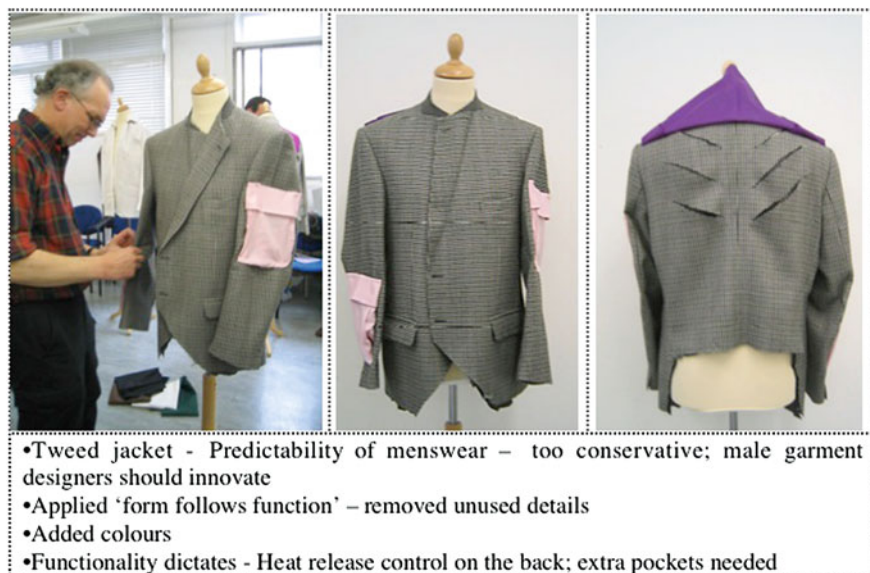 •Tweed jacket - Predictability of menswear – too conservative; male garment
designers should innovate
•Applied ‘form follows function’ – removed unused details
•Added colours
•Functionality dictates - Heat release control on the back; extra pockets needed